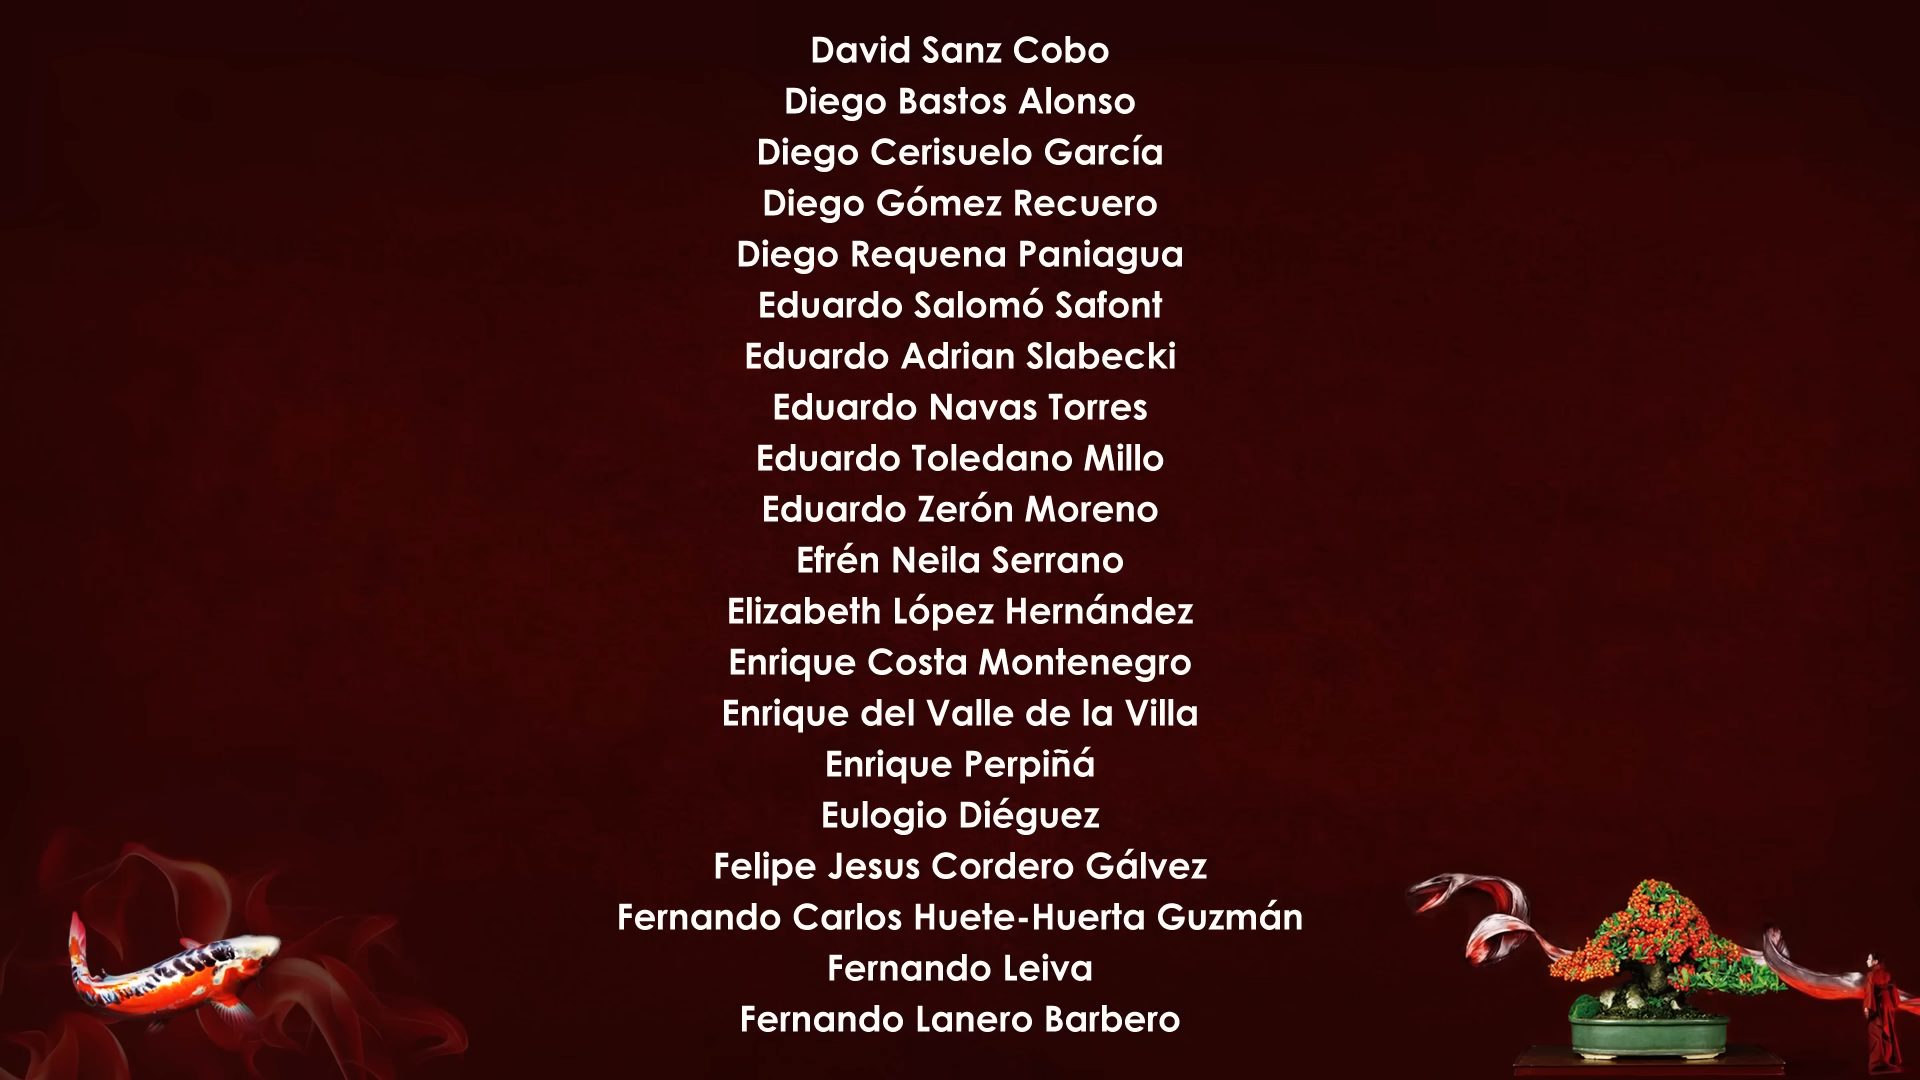 David Sanz Cobo
Diego Bastos Alonso
Diego Cerisuelo García
Diego Gómez Recuero
Diego Requena Paniagua
Eduardo Salomó Safont
Eduardo Adrian Slabecki
Eduardo Navas Torres
Eduardo Toledano Millo
Eduardo Zerón Moreno
Efrén Neila Serrano
Elizabeth López Hernández
Enrique Costa Montenegro
Enrique del Valle de la Villa
Enrique Perpiñá
Eulogio Diéguez
Felipe Jesus Cordero Gálvez
Fernando Carlos Huete-Huerta Guzmán
Fernando Leiva
Fernando Lanero Barbero